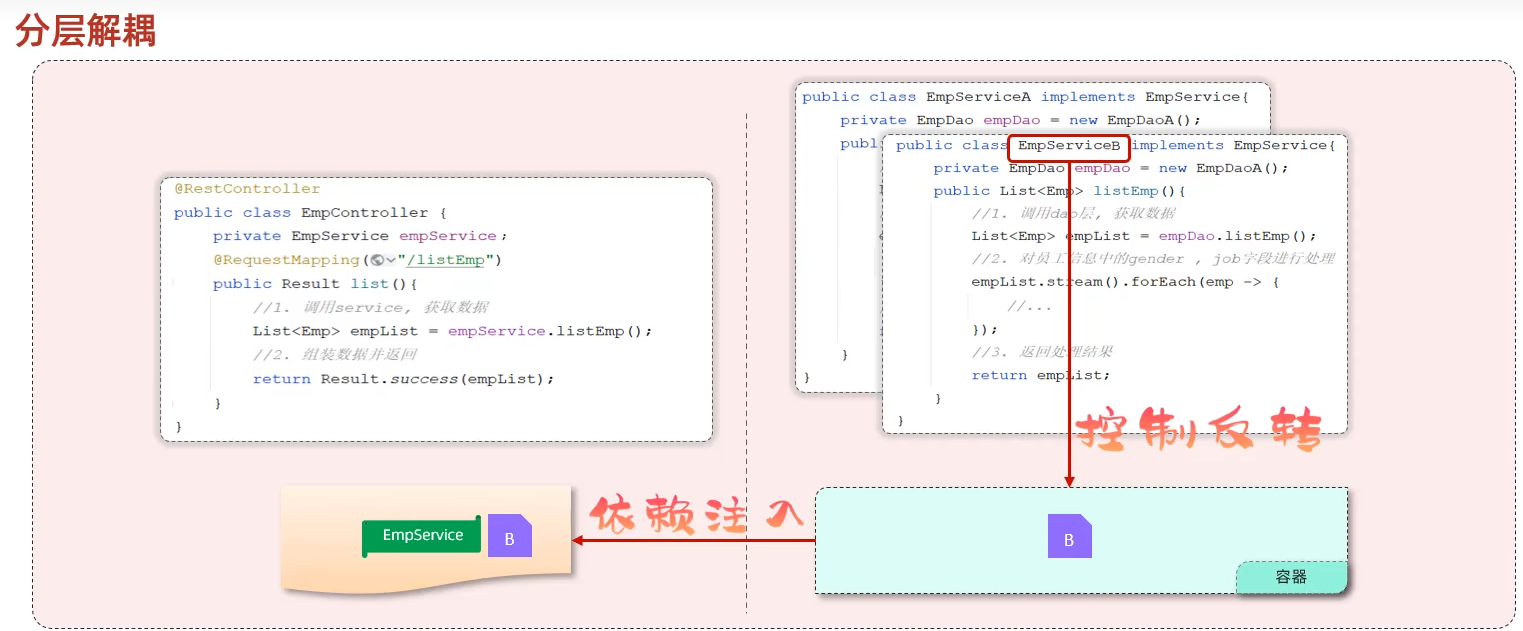 分层解耦
@RestController
public class EmpController {
private EmpService empService;
@RequestMapping("/listEmp")
public Result list(){
//1. 调用service, 获取数据
List<Emp> empList = empService.listEmp();
//2. 组装数据并返回
return Result.success(empList);
}
}
public class EmpServiceA implements EmpService{
private EmpDao empDao = new EmpDaoA();
publ
}
}
public class EmpServiceB implements EmpService{
private EmpDao empDao = new EmpDaoA();
public List<Emp> listEmp(){
//1. 调用dao层, 获取数据
List<Emp> empList = empDao.listEmp();
//2. 对员工信息中的gender , job字段进行处理
empList.stream().forEach(emp -> {
//...
});
//3. 返回处理结果
return empList;
}
}
控制反转
依赖注入
EmpService
B
B
容器